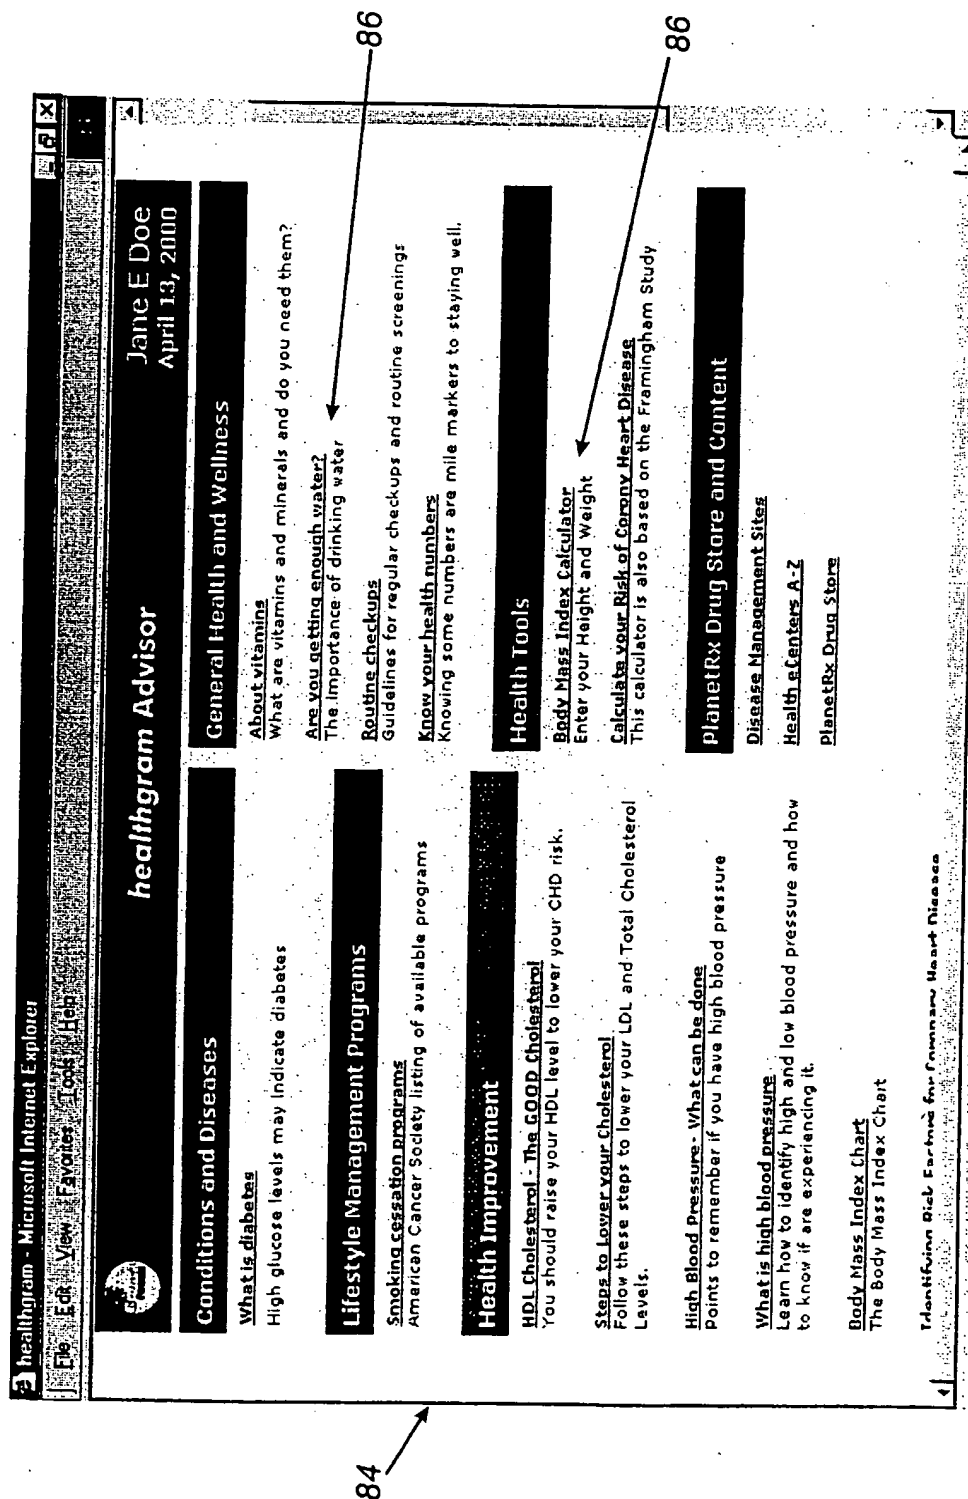 healthgram - Microsoft Internet Explorer
File Edit View Favorites Tools Help
healthgram Advisor
Jane E Doe
April 13, 2000
Conditions and Diseases
What is diabetes
High glucose levels may indicate diabetes
Lifestyle Management Programs
Smoking cessation programs
American Cancer Society listing of available programs
Health Improvement
HDL Cholesterol - The GOOD Cholesterol
You should raise your HDL level to lower your CHD risk.
Steps to Lower your Cholesterol
Follow these steps to lower your LDL and Total Cholesterol
Levels.
High Blood Pressure - What can be done
Points to remember if you have high blood pressure
What is high blood pressure
Learn how to identify high and low blood pressure and how
to know if are experiencing it.
Body Mass Index Chart
The Body Mass Index Chart
General Health and Wellness
About vitamins
What are vitamins and minerals and do you need them?
Are you getting enough water?
The Importance of drinking water
Routine checkups
Guidelines for regular checkups and routine screenings
Know your health numbers
Knowing some numbers are mile markers to staying well.
Health Tools
Body Mass Index Calculator
Enter your Height and Weight
Calculate your Risk of Corony Heart Disease
This calculator is also based on the Framingham Study
PlanetRx Drug Store and Content
Disease Management Sites
Health eCenters A-Z
PlanetRx Drug Store
84
86
86